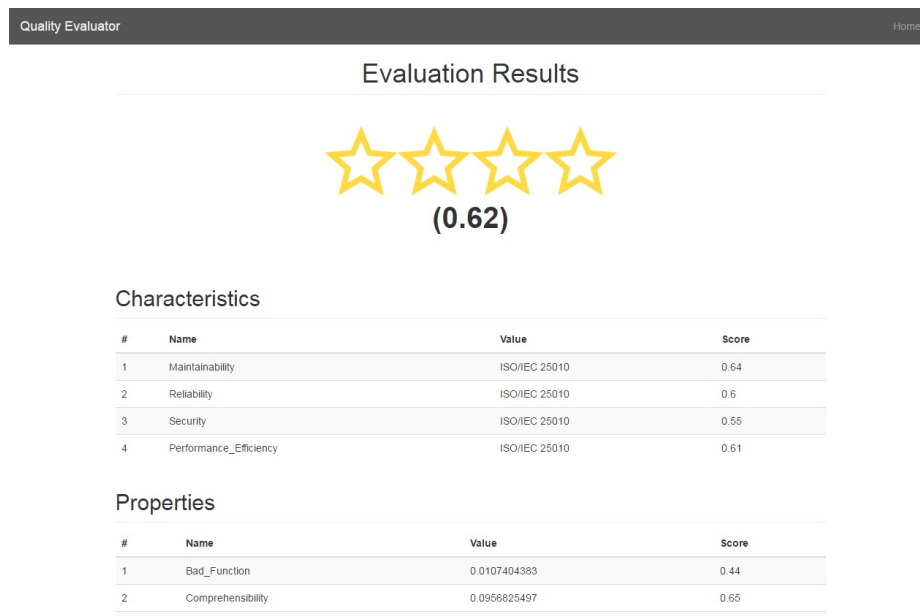 Quality Evaluator Home
Evaluation Results
(0.62)
Characteristics
# Name Value Score
1 Maintainability ISO/IEC 25010 0.64
2 Reliability ISO/IEC 25010 0.6
3 Security ISO/IEC 25010 0.55
4 Performance_Efficiency ISO/IEC 25010 0.61
Properties
# Name Value Score
1 Bad_Function 0.0107404383 0.44
2 Comprehensibility 0.0956825497 0.65